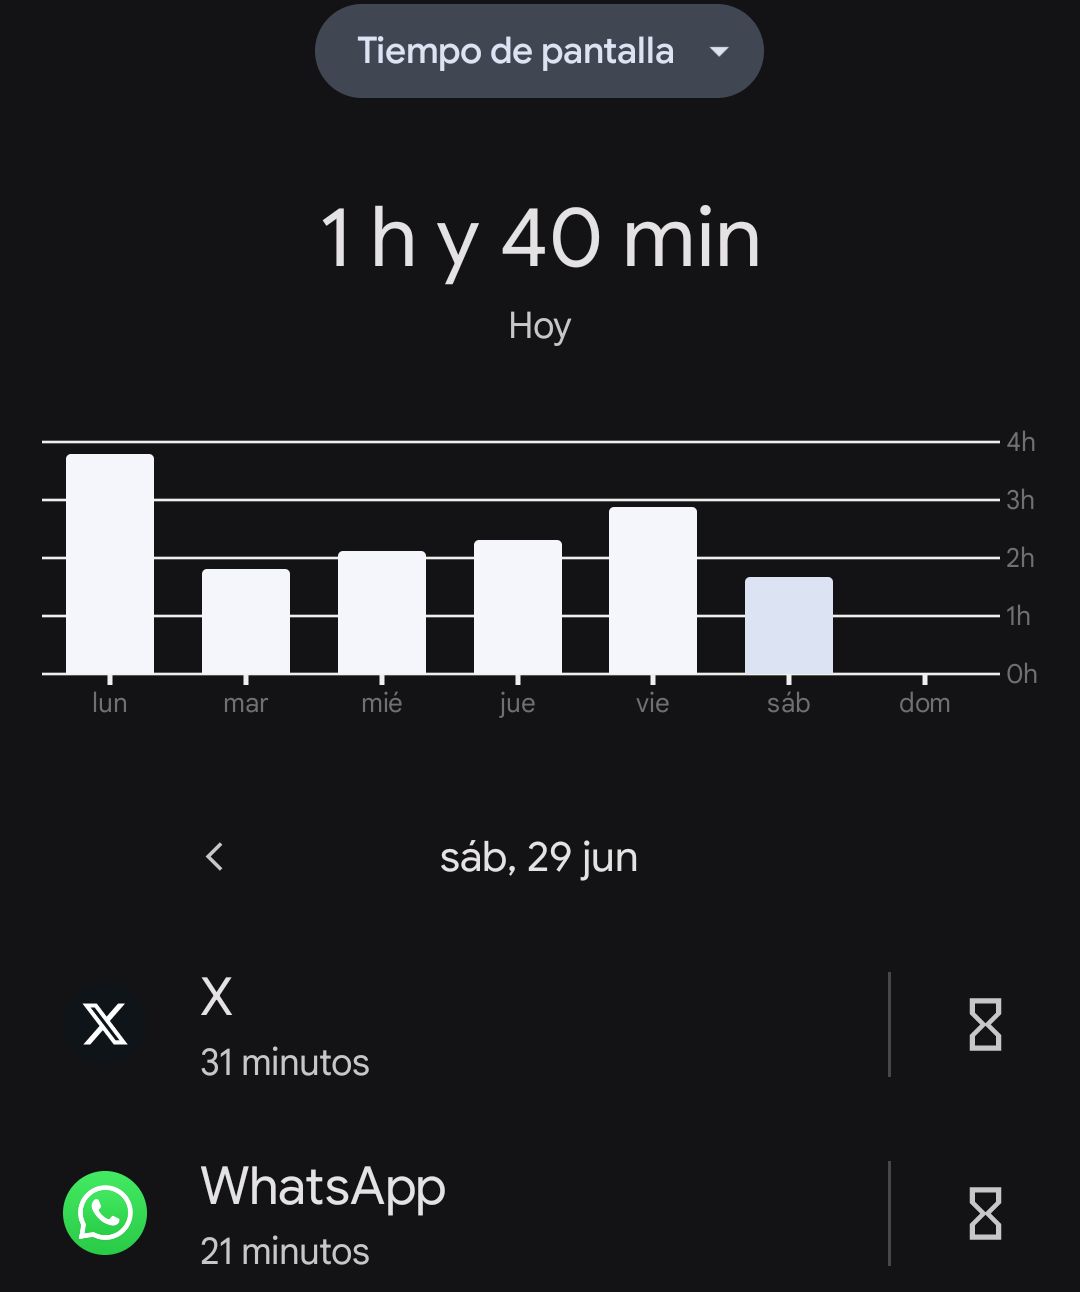 Tiempo de pantalla
1 h y 40 min
Hoy
4h
3h
2h
1h
0h
lun mar mié jue vie sáb dom
sáb, 29 jun
X
31 minutos
WhatsApp
21 minutos